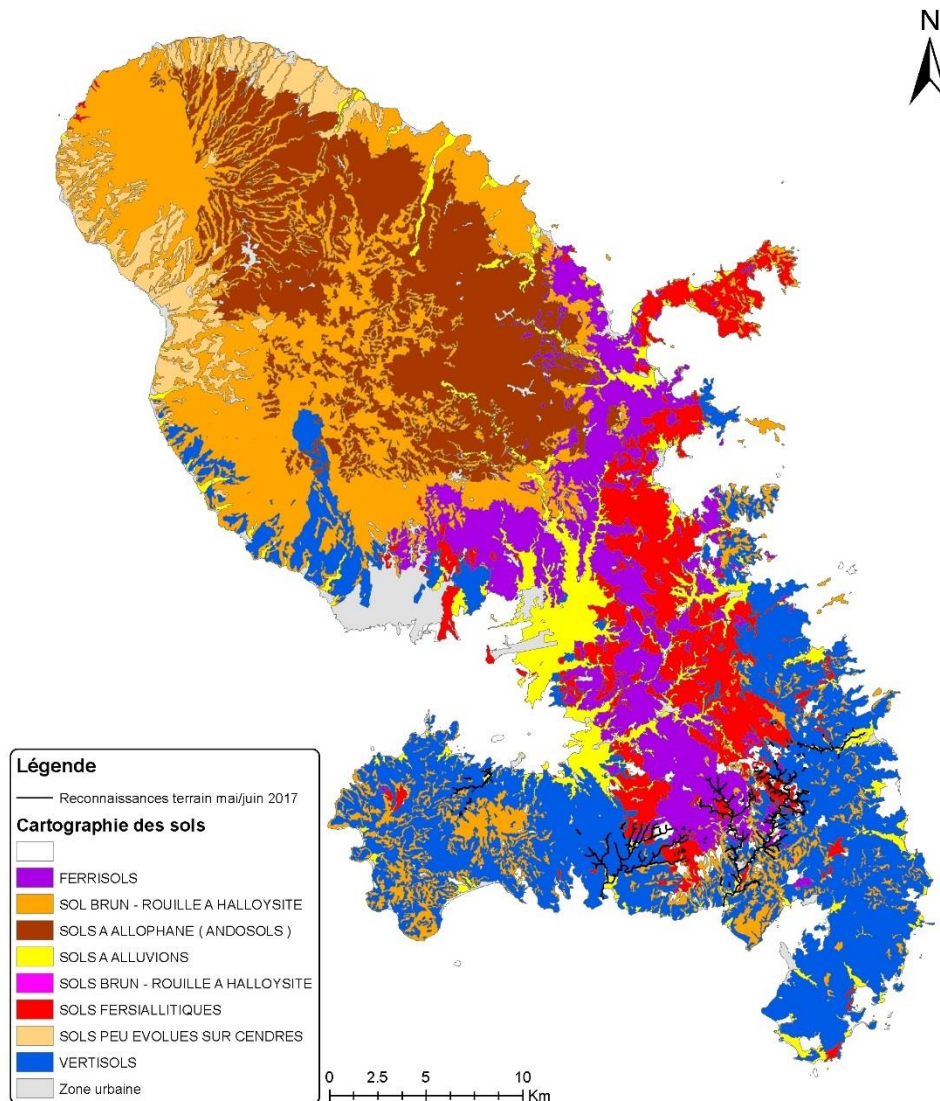 N
Légende
Reconnaissances terrain mai/juin 2017
Cartographie des sols
FERRISOLS
SOL BRUN - ROUILLE A HALLOYSITE
SOLS A ALLOPHANE ( ANDOSOLS )
SOLS A ALLUVIONS
SOLS BRUN - ROUILLE A HALLOYSITE
SOLS FERSIALLITIQUES
SOLS PEU EVOLUES SUR CENDRES
VERTISOLS
Zone urbaine
0 2.5 5 10
Km